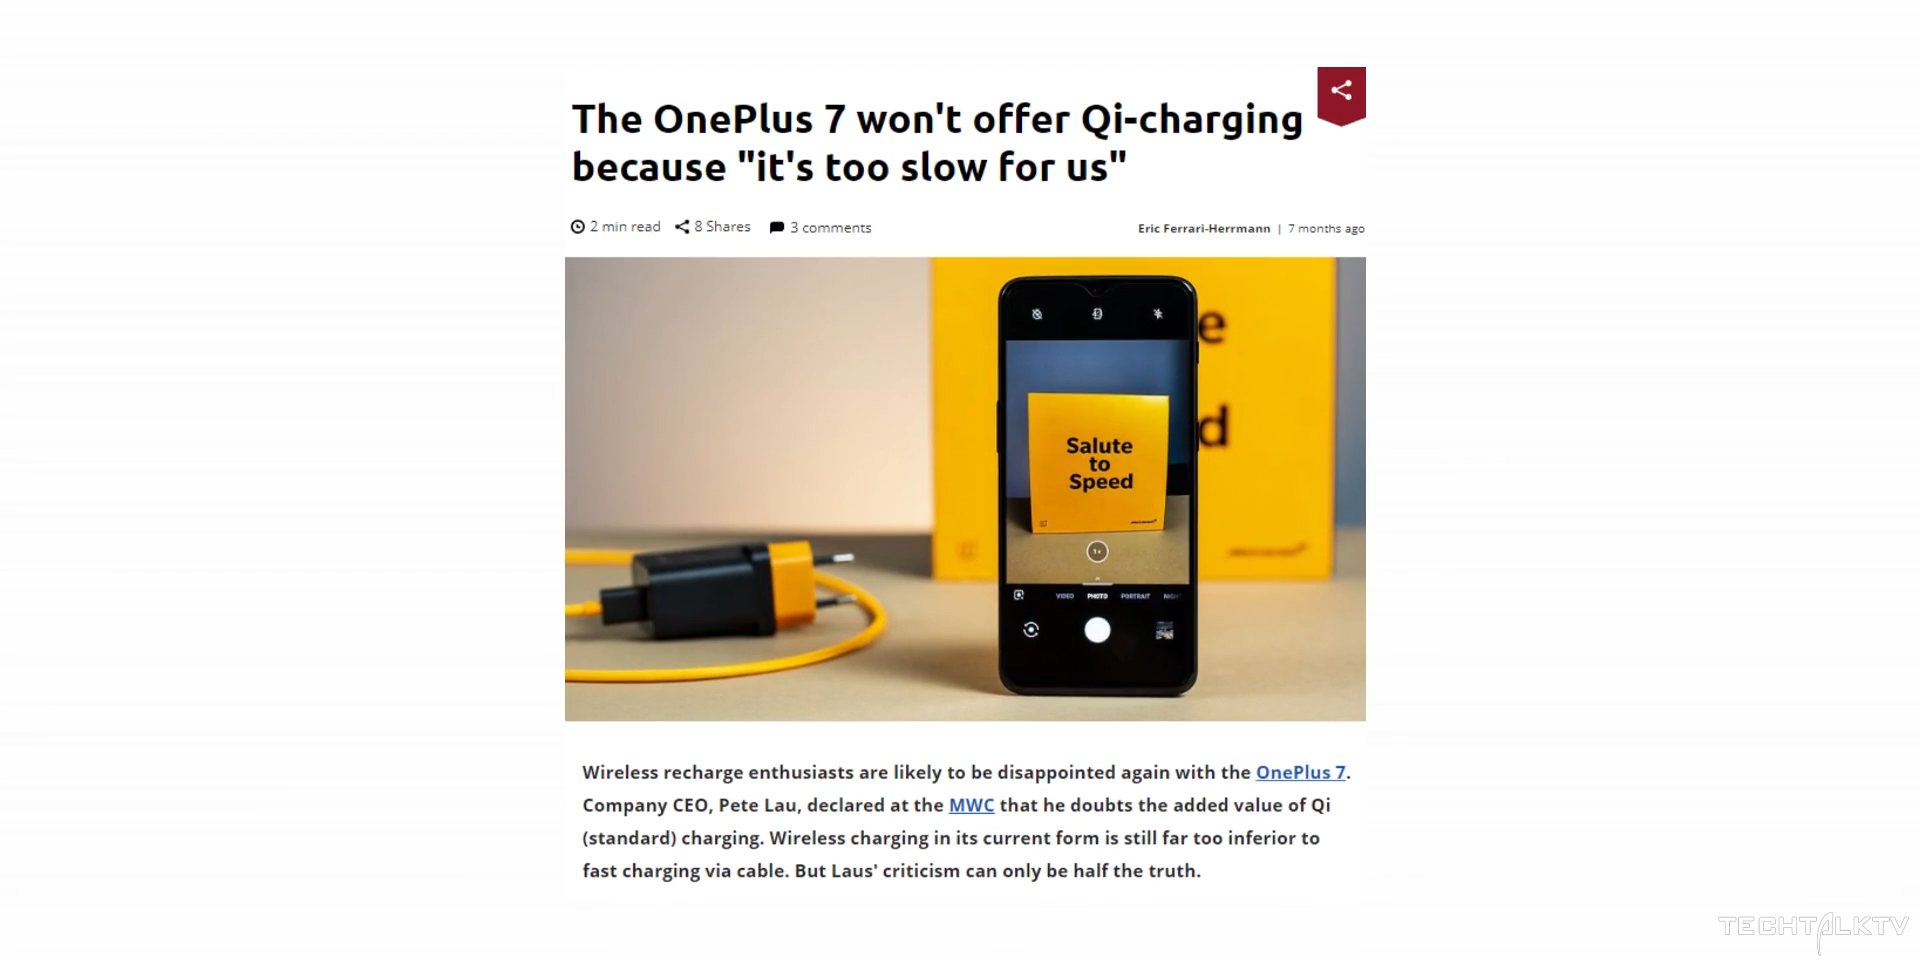 The OnePlus 7 won't offer Qi-charging
because "it's too slow for us"
2 min read 8 Shares 3 comments
Eric Ferrari-Herrmann | 7 months ago
e
d
Salute
to
Speed
1x
VIDEO PHOTO PORTRAIT
Wireless recharge enthusiasts are likely to be disappointed again with the OnePlus 7.
Company CEO, Pete Lau, declared at the MWC that he doubts the added value of Qi
(standard) charging. Wireless charging in its current form is still far too inferior to
fast charging via cable. But Laus' criticism can only be half the truth.
TECHTALKTV